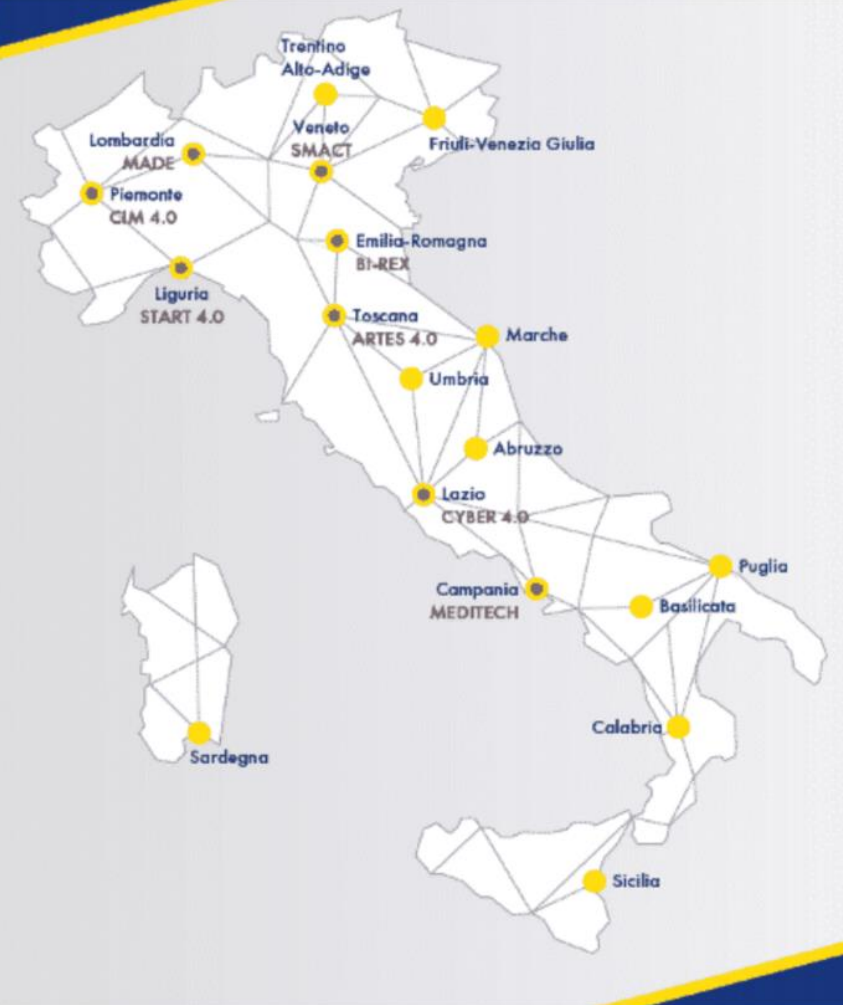 Trentino
Alto-Adige
Veneto
SMACT
Friuli-Venezia Giulia
Lombardia
MADE
Piemonte
CIM 4.0
Emilia-Romagna
BI-REX
Liguria
START 4.0
Toscana
ARTES 4.0
Marche
Umbria
Abruzzo
Lazio
CYBER 4.0
Puglia
Campania
MEDITECH
Basilicata
Calabria
Sardegna
Sicilia